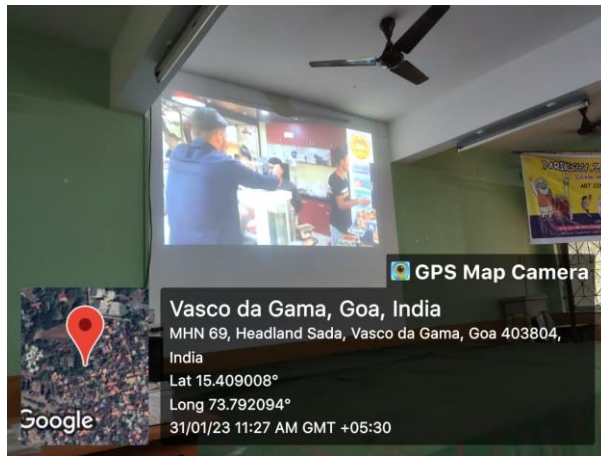 ART
GPS Map Camera
Vasco da Gama, Goa, India
MHN 69, Headland Sada, Vasco da Gama, Goa 403804,
India
Lat 15.409008°
Long 73.792094°
31/01/23 11:27 AM GMT +05:30
Google